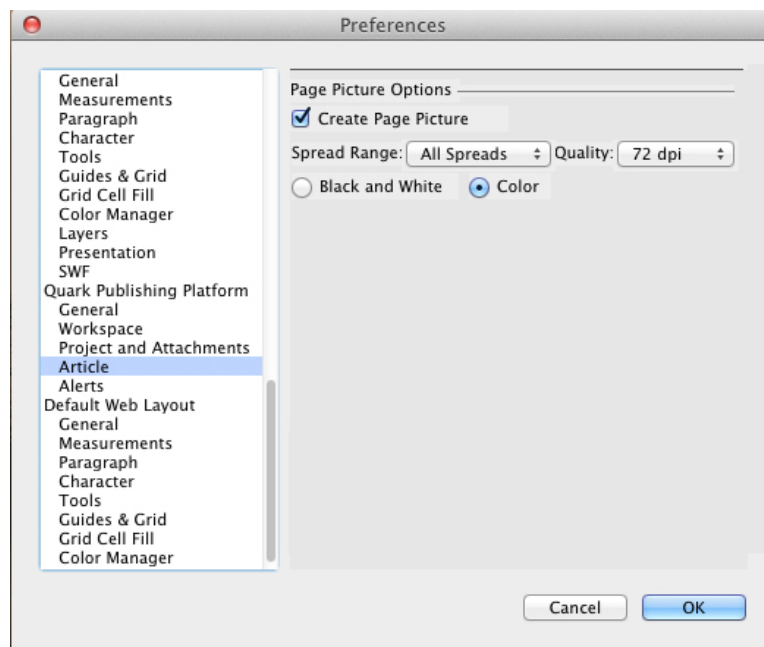 Preferences
General
Measurements
Paragraph
Character
Tools
Guides & Grid
Grid Cell Fill
Color Manager
Layers
Presentation
SWF
Quark Publishing Platform
General
Workspace
Project and Attachments
Article
Alerts
Default Web Layout
General
Measurements
Paragraph
Character
Tools
Guides & Grid
Grid Cell Fill
Color Manager
Page Picture Options
Create Page Picture
Spread Range: All Spreads Quality: 72 dpi
Black and White Color
Cancel OK